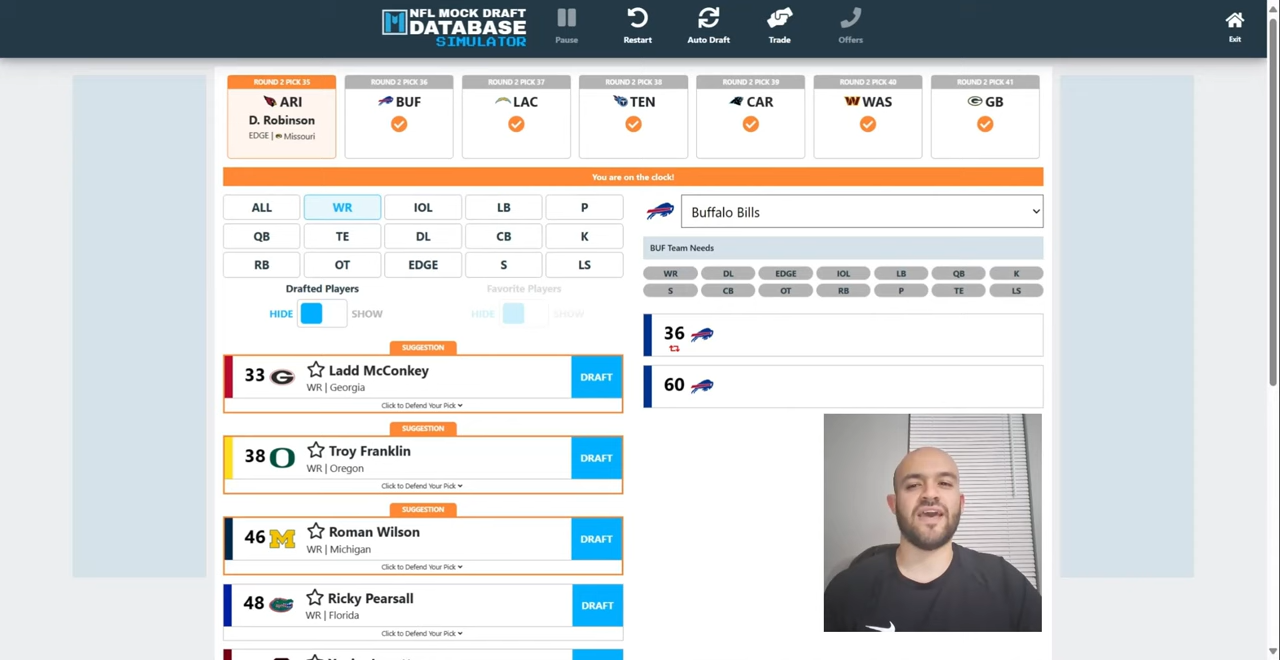 NFL MOCK DRAFT
DATABASE
SIMULATOR
Pause
Restart
Auto Draft
Trade
Offers
Exit
ROUND 2 PICK 35
ARI
D. Robinson
EDGE | Missouri
ROUND 2 PICK 36
BUF
ROUND 2 PICK 37
LAC
ROUND 2 PICK 38
TEN
ROUND 2 PICK 39
CAR
ROUND 2 PICK 40
WAS
ROUND 2 PICK 41
GB
You are on the clock!
ALL WR IOL LB P
QB TE DL CB K
RB OT EDGE S LS
Drafted Players
HIDE SHOW
Favorite Players
HIDE SHOW
SUGGESTION
33 G Ladd McConkey
WR | Georgia
DRAFT
Click to Defend Your Pick
SUGGESTION
38 O Troy Franklin
WR | Oregon
DRAFT
Click to Defend Your Pick
SUGGESTION
46 M Roman Wilson
WR | Michigan
DRAFT
Click to Defend Your Pick
48 Ricky Pearsall
WR | Florida
DRAFT
Click to Defend Your Pick
Buffalo Bills
BUF Team Needs
WR DL EDGE IOL LB QB K
S CB OT RB P TE LS
36
60